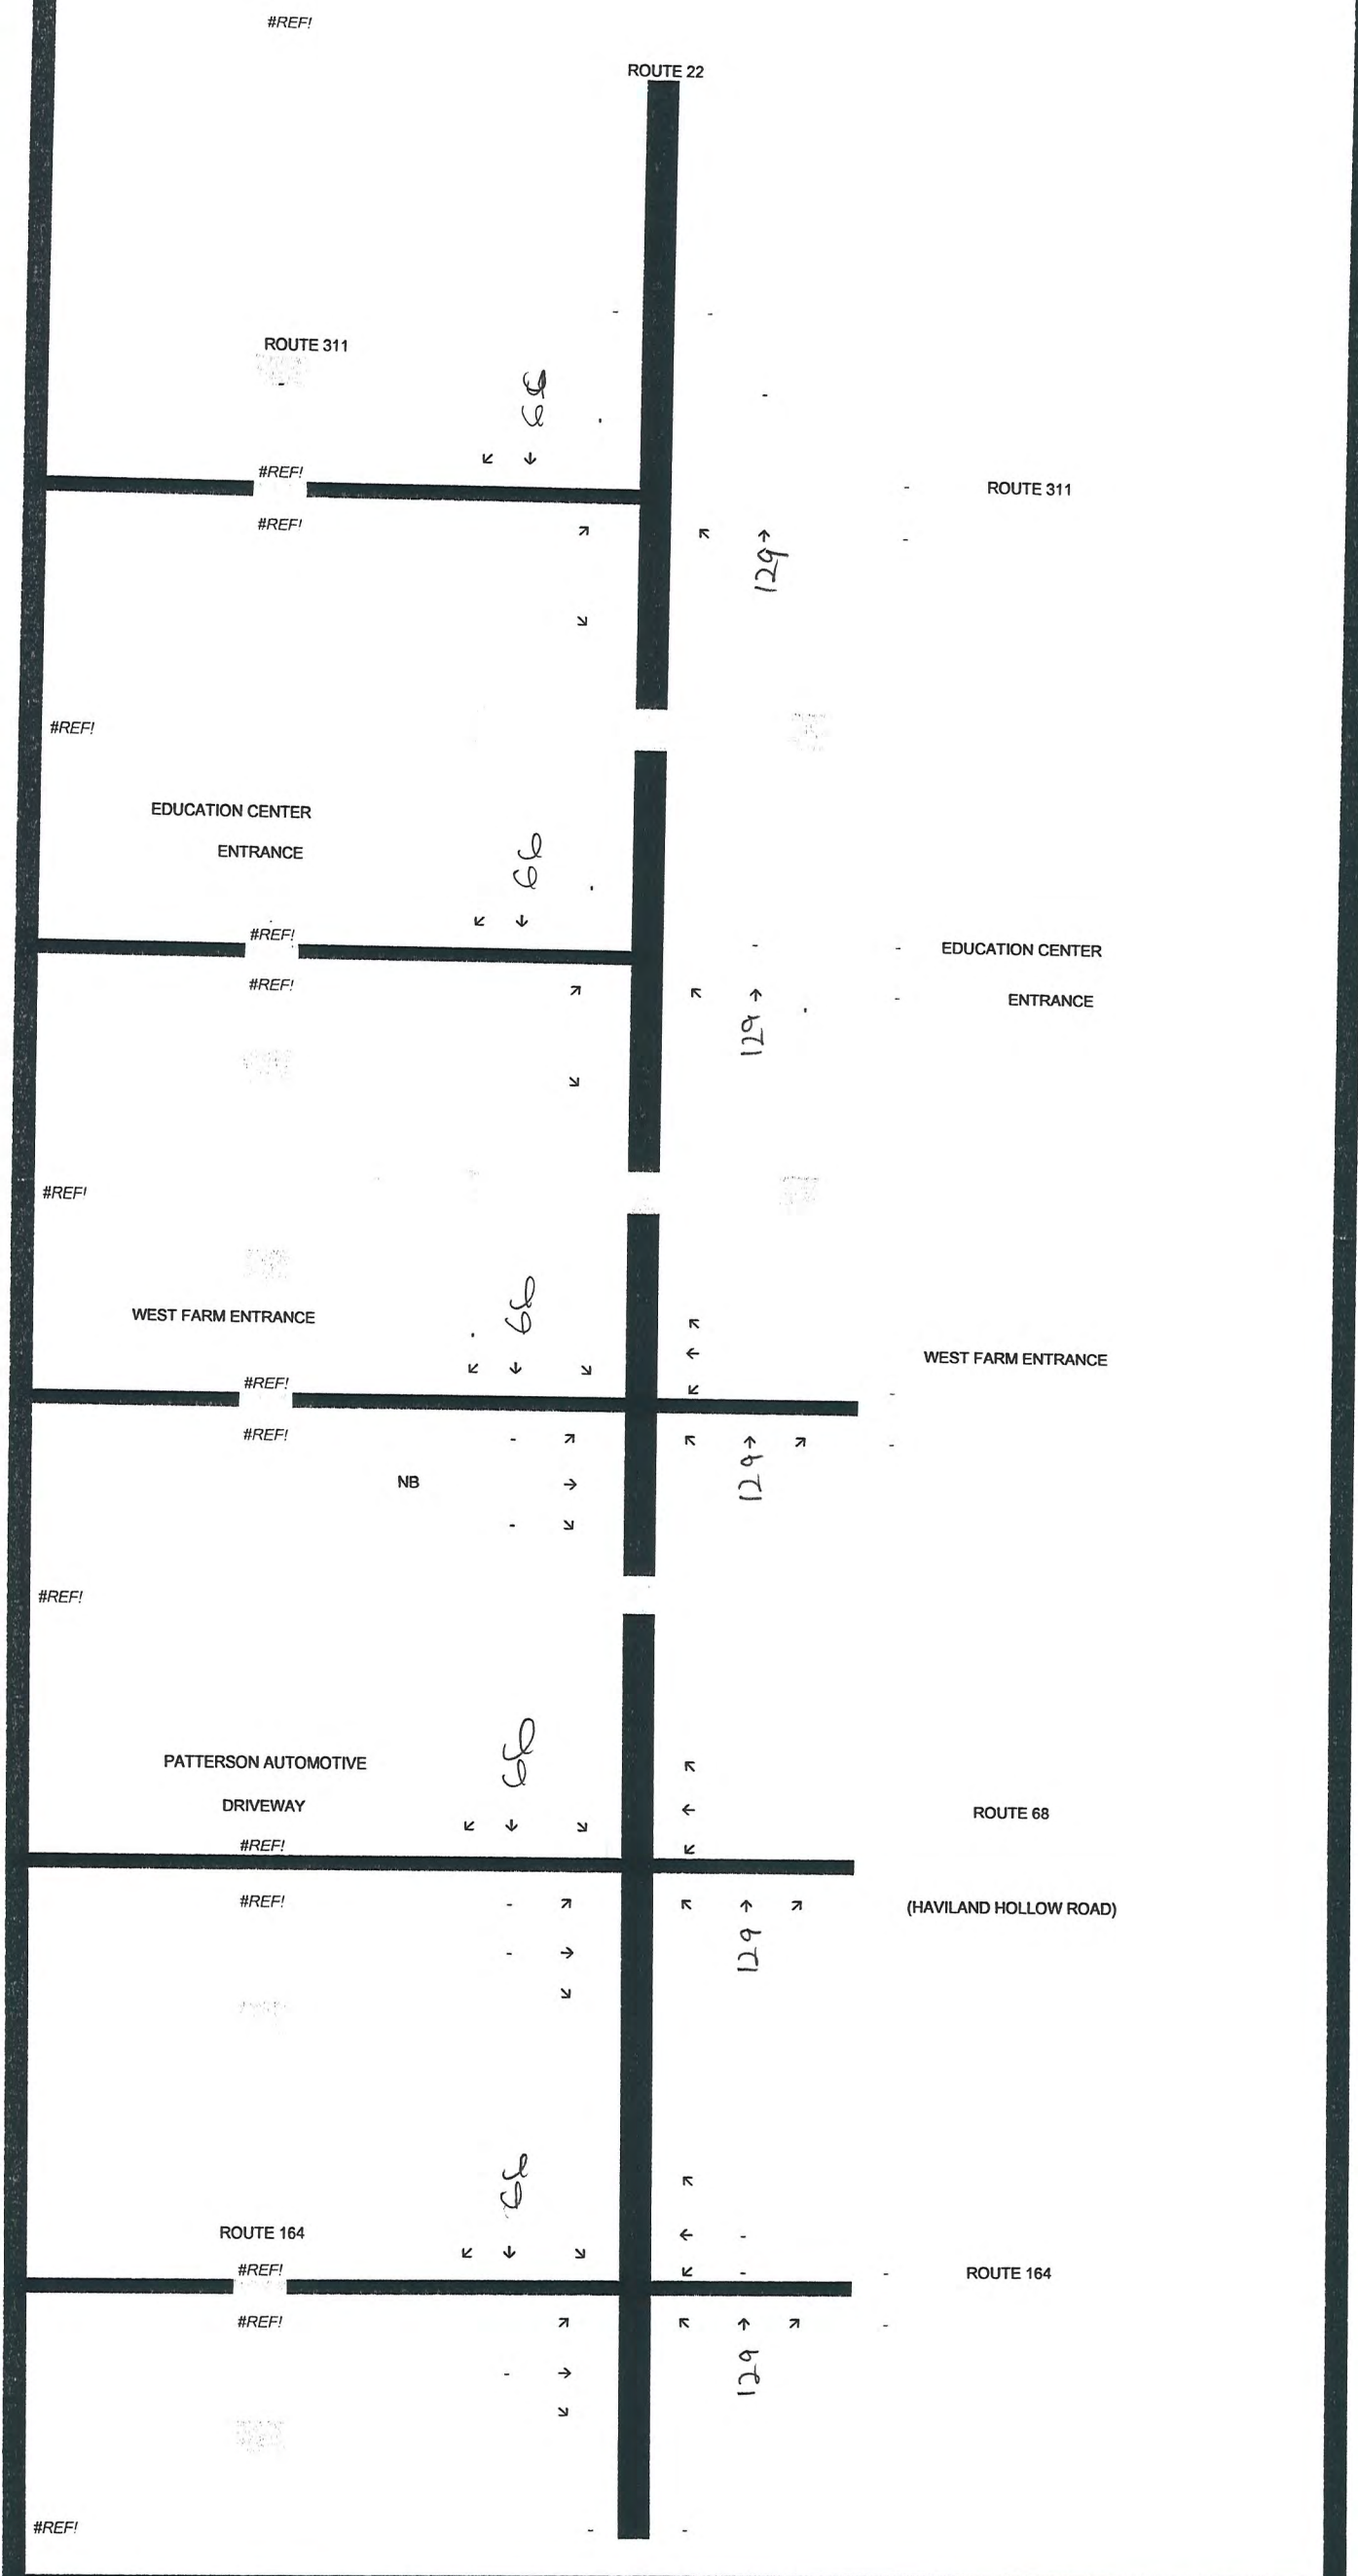 #REF!
ROUTE 22
ROUTE 311
66
#REF!
ROUTE 311
#REF!
129
#REF!
EDUCATION CENTER
ENTRANCE
66
#REF!
EDUCATION CENTER
#REF!
ENTRANCE
129
#REF!
WEST FARM ENTRANCE
66
WEST FARM ENTRANCE
#REF!
#REF!
129
NB
#REF!
PATTERSON AUTOMOTIVE
66
DRIVEWAY
ROUTE 68
#REF!
#REF!
(HAVILAND HOLLOW ROAD)
129
66
ROUTE 164
#REF!
ROUTE 164
#REF!
129
#REF!